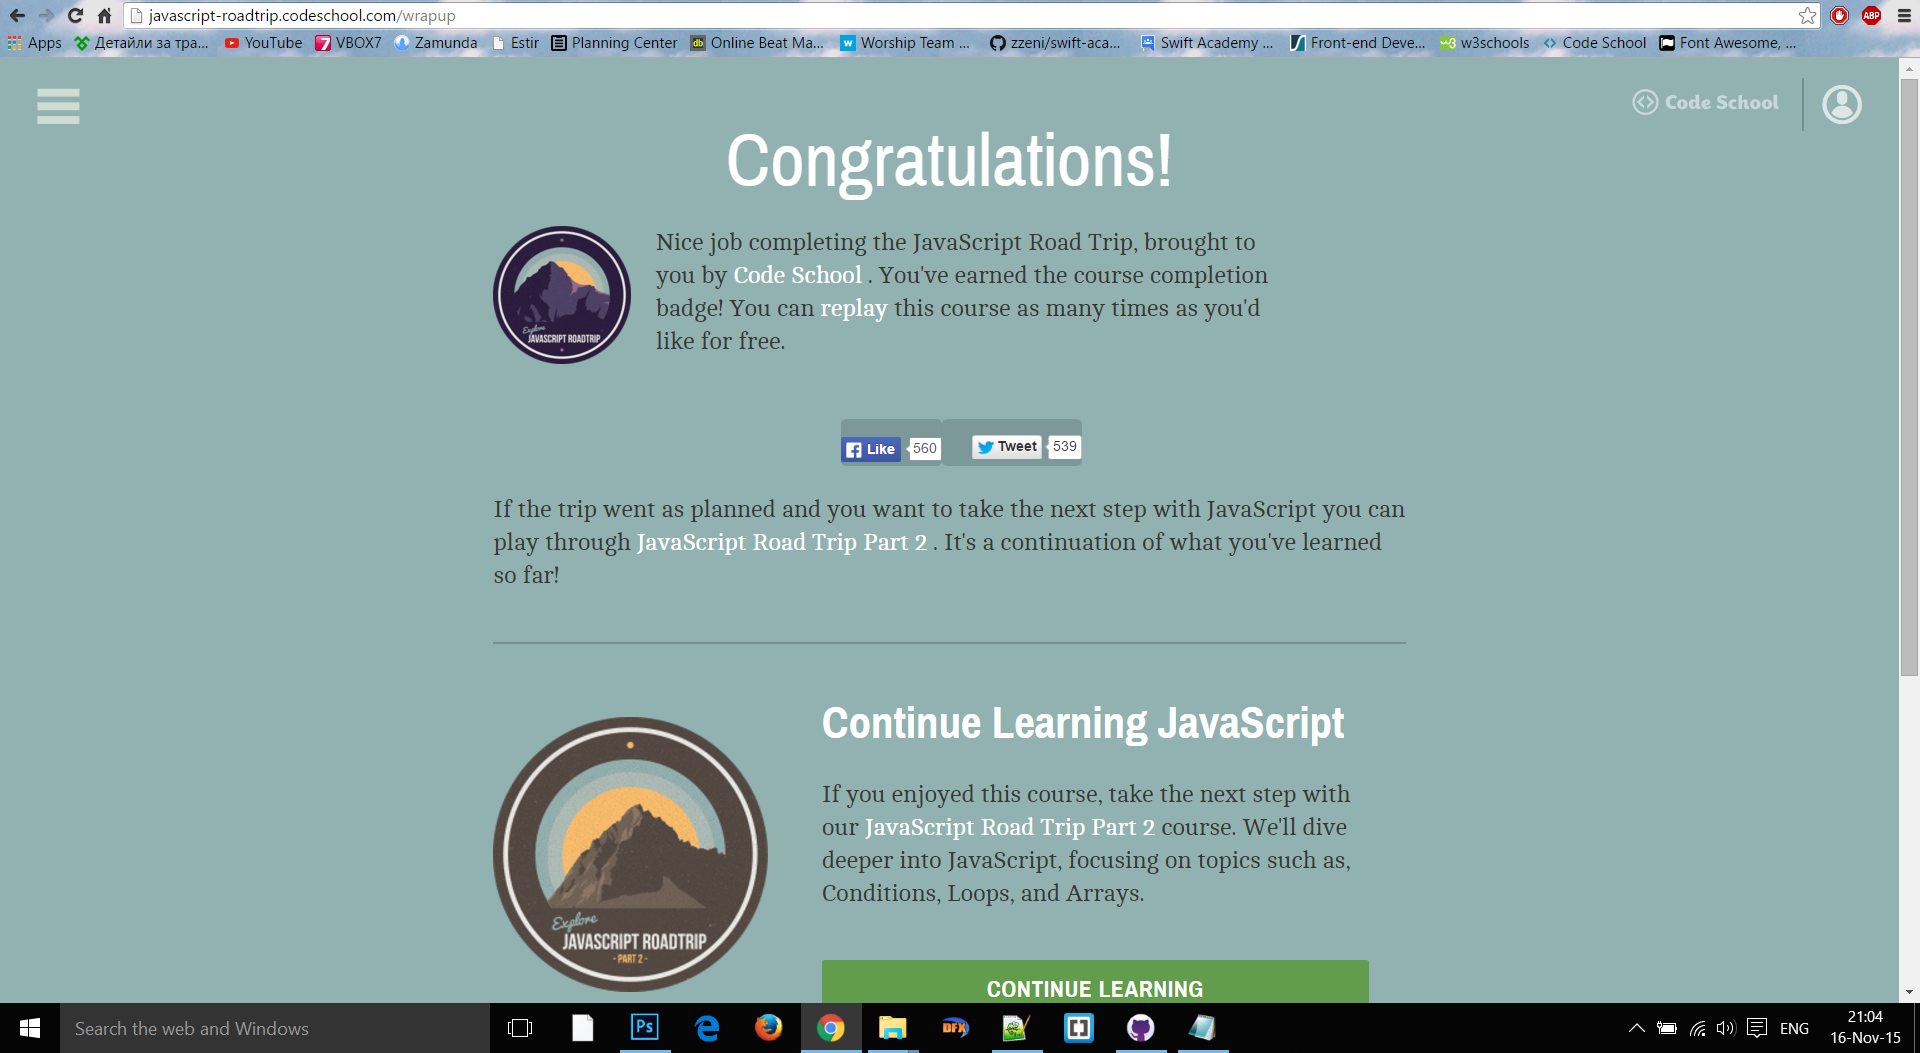 javascript-roadtrip.codeschool.com/wrapup
ABP
Apps Детайли за тра... YouTube VBOX7 Zamunda Estir Planning Center Online Beat Ma... Worship Team ... zzeni/swift-aca... Swift Academy ... Front-end Deve... w3schools Code School Font Awesome, ...
Code School
Congratulations!
Explore
JAVASCRIPT ROADTRIP
Nice job completing the JavaScript Road Trip, brought to
you by Code School . You've earned the course completion
badge! You can replay this course as many times as you'd
like for free.
Like 560 Tweet 539
If the trip went as planned and you want to take the next step with JavaScript you can
play through JavaScript Road Trip Part 2 . It's a continuation of what you've learned
so far!
Continue Learning JavaScript
If you enjoyed this course, take the next step with
our JavaScript Road Trip Part 2 course. We'll dive
deeper into JavaScript, focusing on topics such as,
Conditions, Loops, and Arrays.
Explore
JAVASCRIPT ROADTRIP
- PART 2 -
CONTINUE LEARNING
Search the web and Windows
Ps
DFX
ENG
21:04
16-Nov-15